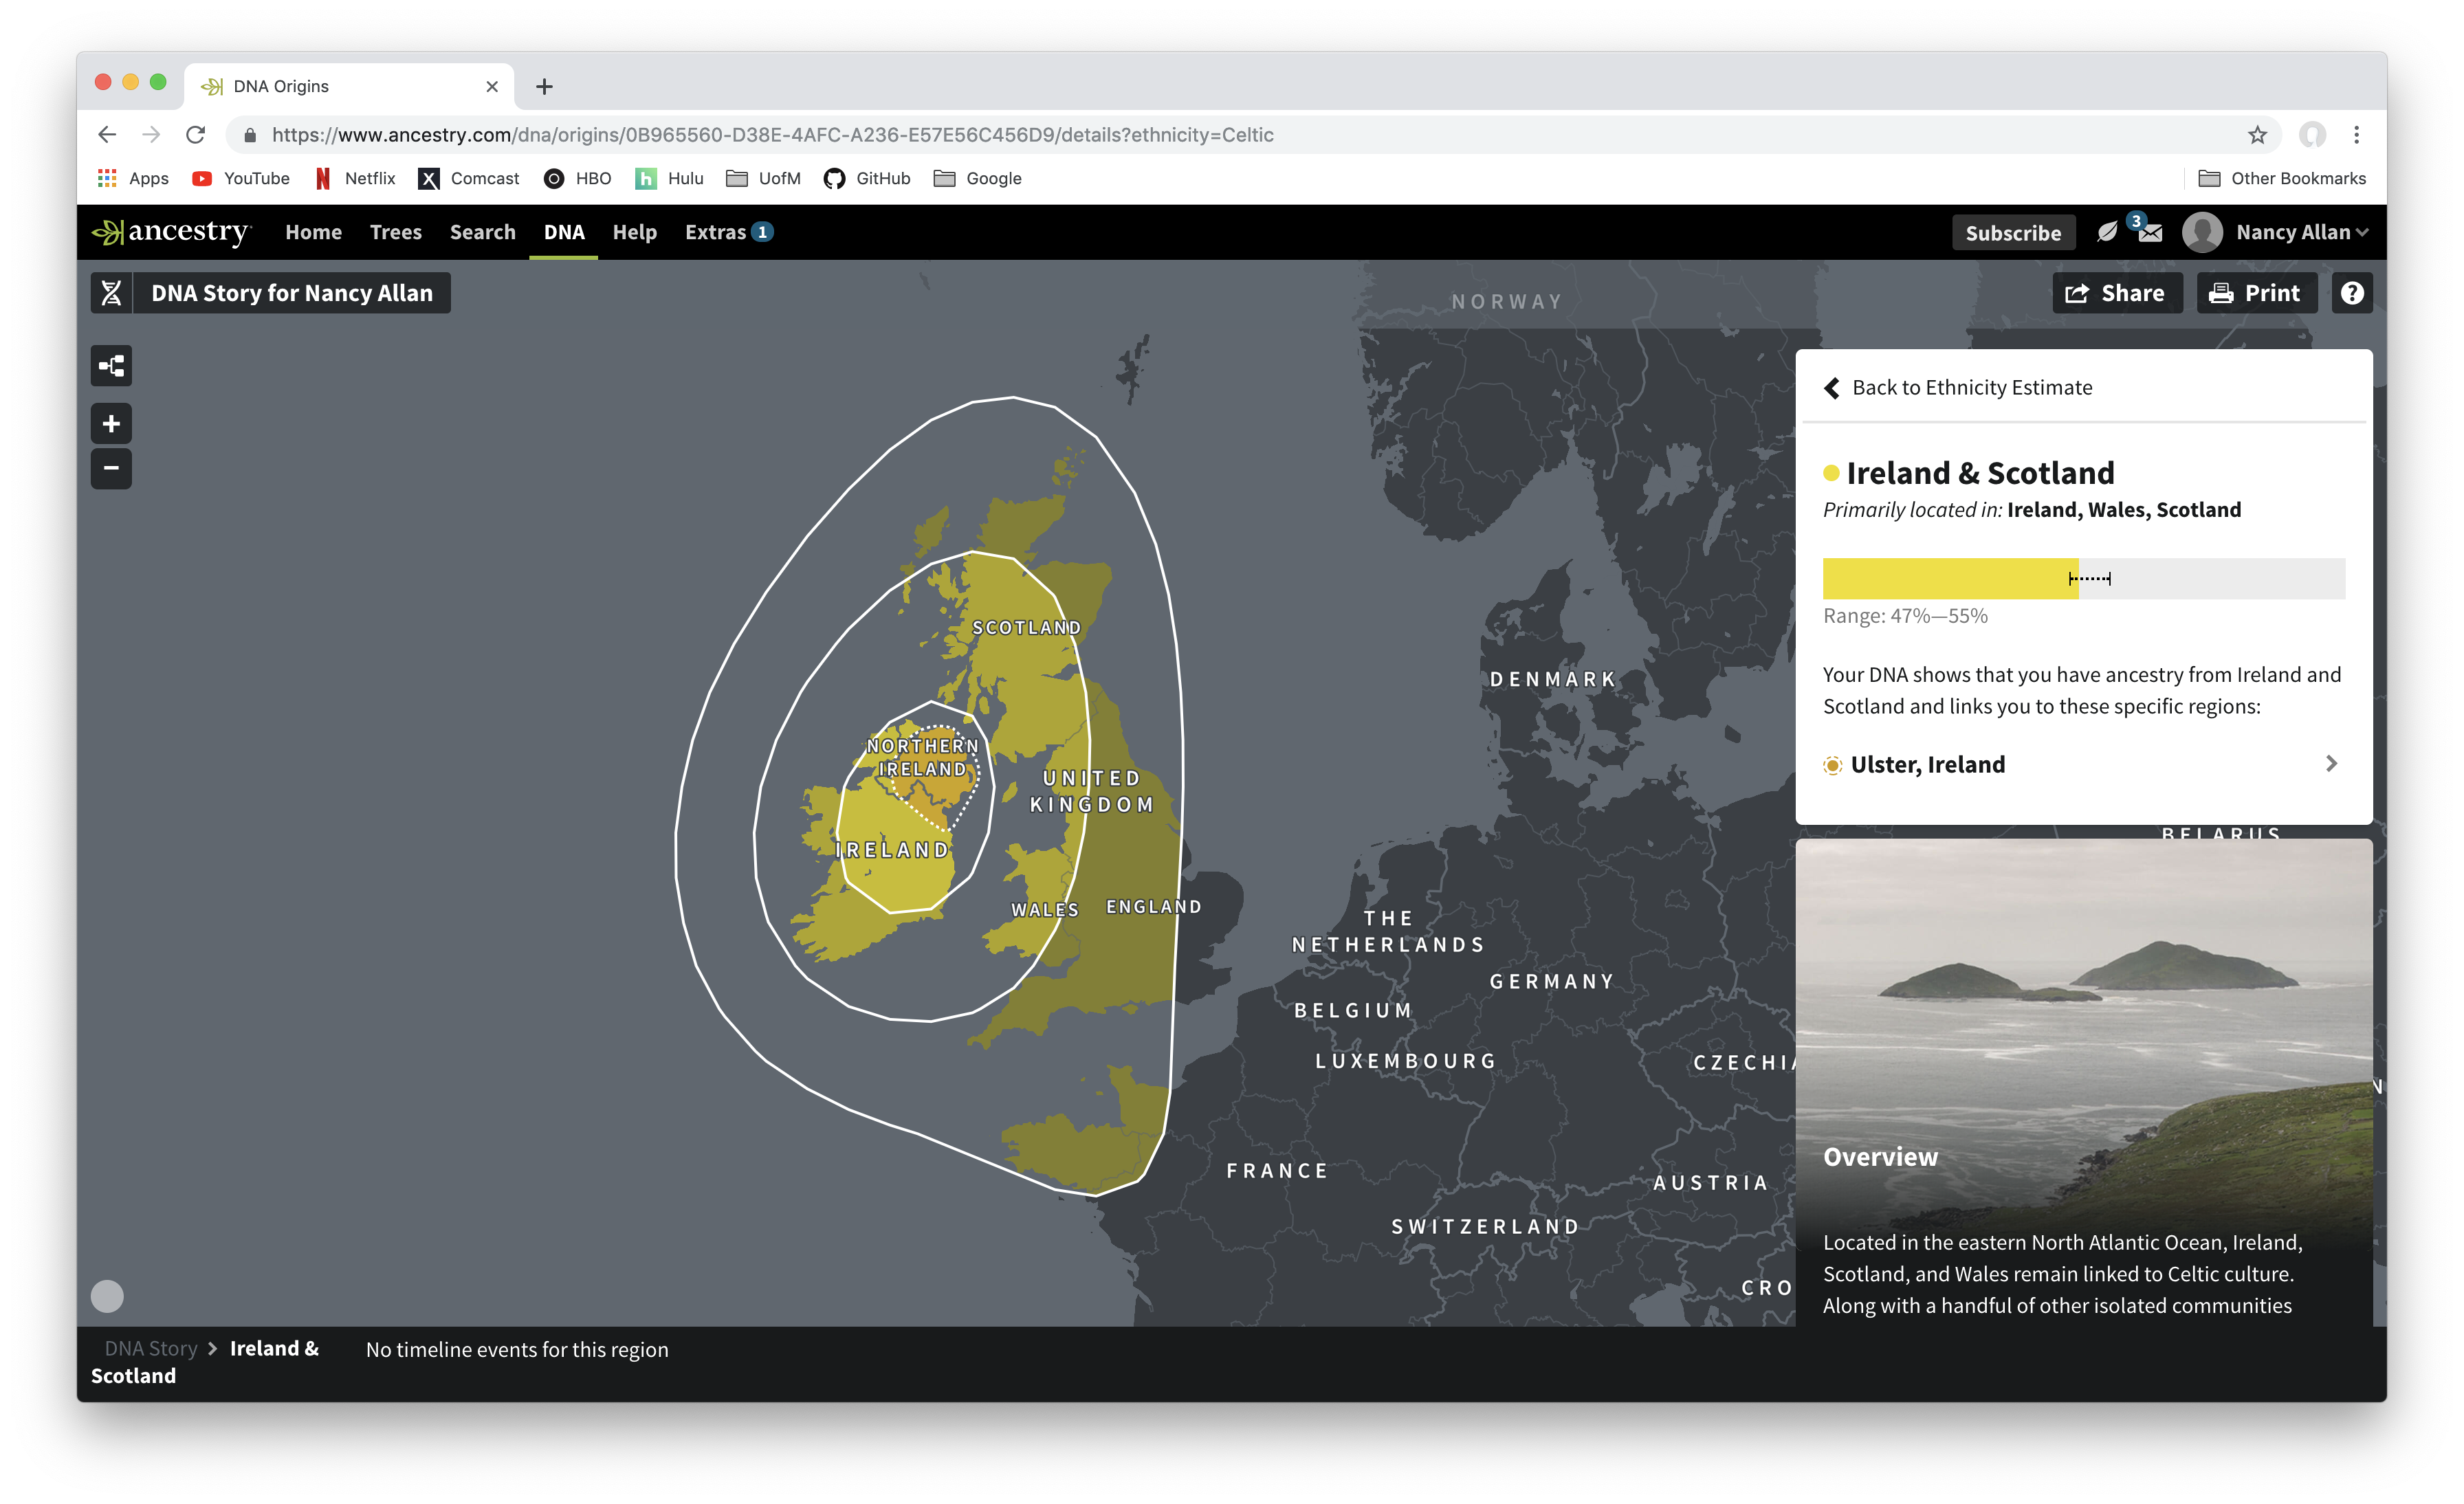 DNA Origins
https://www.ancestry.com/dna/origins/0B965560-D38E-4AFC-A236-E57E56C456D9/details?ethnicity=Celtic
Apps YouTube Netflix X Comcast HBO h Hulu UofM GitHub Google Other Bookmarks
ancestry Home Trees Search DNA Help Extras 1 Subscribe 3 Nancy Allan
DNA Story for Nancy Allan
Share Print ?
+
−
NORWAY
SCOTLAND
DENMARK
NORTHERN
IRELAND
UNITED
KINGDOM
IRELAND
WALES
ENGLAND
THE
NETHERLANDS
GERMANY
BELGIUM
LUXEMBOURG
CZECHIA
FRANCE
AUSTRIA
SWITZERLAND
CRO
BELARUS
N
Back to Ethnicity Estimate
Ireland & Scotland
Primarily located in: Ireland, Wales, Scotland
Range: 47%—55%
Your DNA shows that you have ancestry from Ireland and
Scotland and links you to these specific regions:
Ulster, Ireland
Overview
Located in the eastern North Atlantic Ocean, Ireland,
Scotland, and Wales remain linked to Celtic culture.
Along with a handful of other isolated communities
DNA Story > Ireland &
Scotland
No timeline events for this region